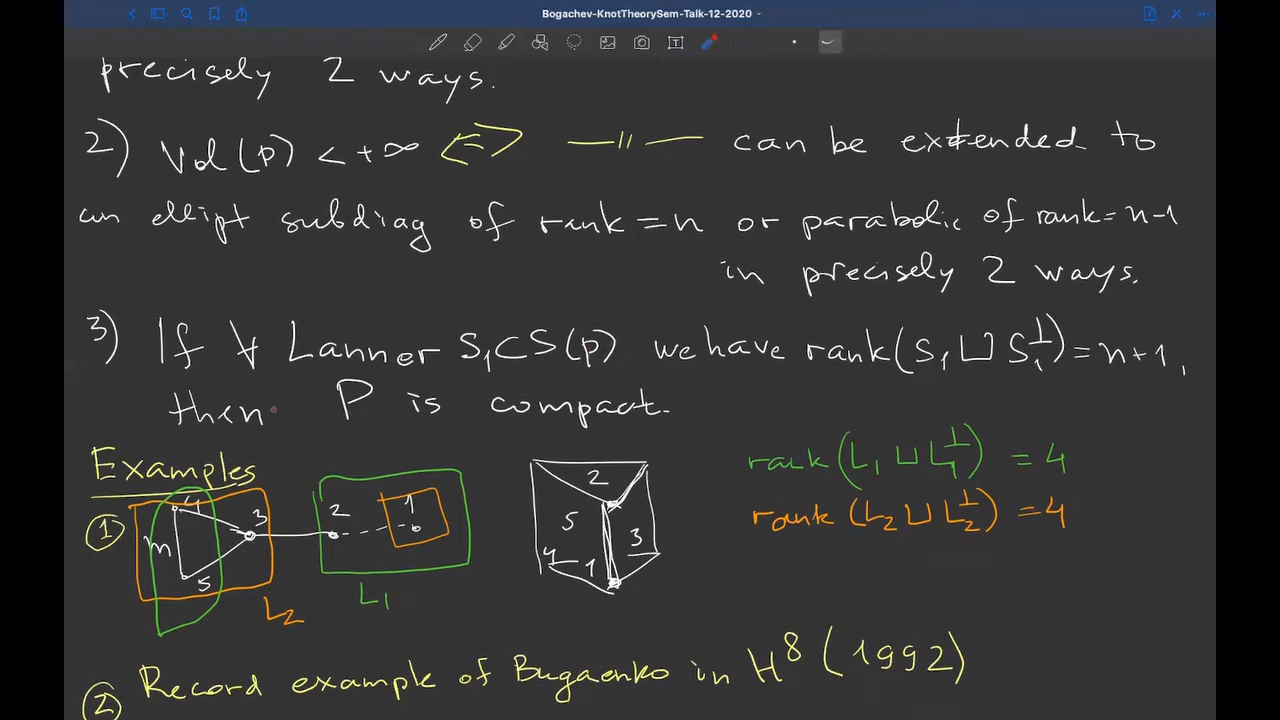 Bogachev-KnotTheorySem-Talk-12-2020
precisely 2 ways.
2) Vol(P) < +∞ <=> —"— can be extended to
an ellipt subdiag of rank = n or parabolic of rank = n-1
in precisely 2 ways.
3) If ∀ Lanner S₁⊂S(P) we have rank(S₁ ⊔ S₁^⊥) = n+1,
then P is compact.
Examples
rank(L₁ ⊔ L₁^⊥) = 4
rank(L₂ ⊔ L₂^⊥) = 4
① 4 m 5 3 2 1
L₂ L₁
2 5 3 4 1
② Record example of Bugaenko in H⁸ (1992)